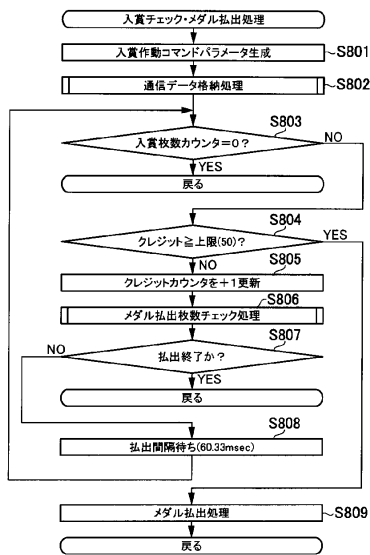 入賞チェック・メダル払出処理
入賞作動コマンドパラメータ生成
S801
通信データ格納処理
S802
S803
入賞枚数カウンタ=0?
NO
YES
戻る
S804
クレジット≧上限(50)?
YES
NO
S805
クレジットカウンタを+1更新
S806
メダル払出枚数チェック処理
S807
NO
払出終了か?
YES
戻る
S808
払出間隔待ち(60.33msec)
メダル払出処理
S809
戻る